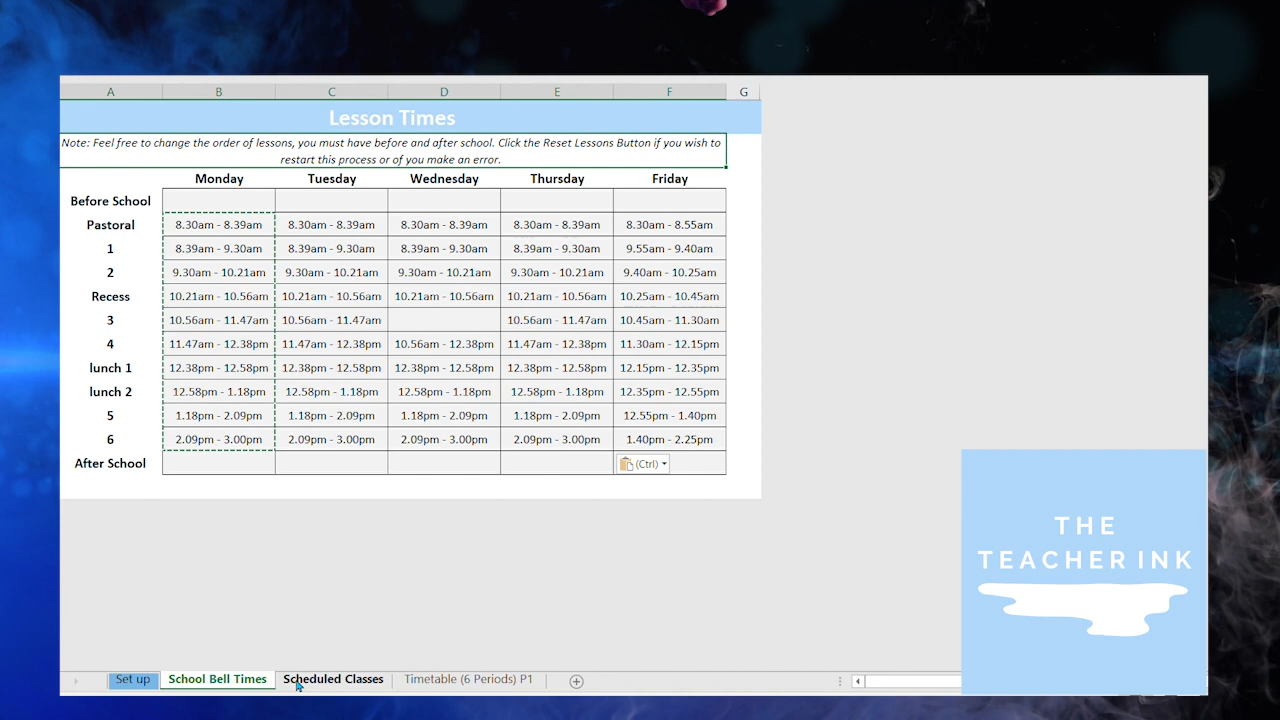 A B C D E F G
Lesson Times
Note: Feel free to change the order of lessons, you must have before and after school. Click the Reset Lessons Button if you wish to
restart this process or of you make an error.
Monday Tuesday Wednesday Thursday Friday
Before School
Pastoral 8.30am - 8.39am 8.30am - 8.39am 8.30am - 8.39am 8.30am - 8.39am 8.30am - 8.55am
1 8.39am - 9.30am 8.39am - 9.30am 8.39am - 9.30am 8.39am - 9.30am 9.55am - 9.40am
2 9.30am - 10.21am 9.30am - 10.21am 9.30am - 10.21am 9.30am - 10.21am 9.40am - 10.25am
Recess 10.21am - 10.56am 10.21am - 10.56am 10.21am - 10.56am 10.21am - 10.56am 10.25am - 10.45am
3 10.56am - 11.47am 10.56am - 11.47am 10.56am - 11.47am 10.45am - 11.30am
4 11.47am - 12.38pm 11.47am - 12.38pm 10.56am - 12.38pm 11.47am - 12.38pm 11.30am - 12.15pm
lunch 1 12.38pm - 12.58pm 12.38pm - 12.58pm 12.38pm - 12.58pm 12.38pm - 12.58pm 12.15pm - 12.35pm
lunch 2 12.58pm - 1.18pm 12.58pm - 1.18pm 12.58pm - 1.18pm 12.58pm - 1.18pm 12.35pm - 12.55pm
5 1.18pm - 2.09pm 1.18pm - 2.09pm 1.18pm - 2.09pm 1.18pm - 2.09pm 12.55pm - 1.40pm
6 2.09pm - 3.00pm 2.09pm - 3.00pm 2.09pm - 3.00pm 2.09pm - 3.00pm 1.40pm - 2.25pm
After School (Ctrl)
THE
TEACHER INK
Set up School Bell Times Scheduled Classes Timetable (6 Periods) P1